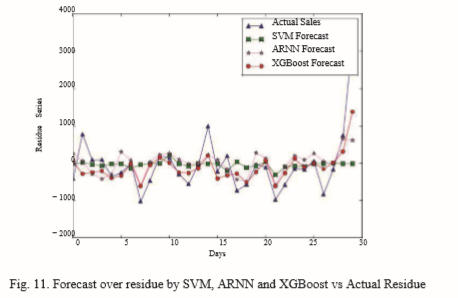 4000
3000
2000
1000
0
− 1000
− 2000
Residue Series
Actual Sales
SVM Forecast
ARNN Forecast
XGBoost Forecast
0 5 10 15 20 25 30
Days
Fig. 11. Forecast over residue by SVM, ARNN and XGBoost vs Actual Residue